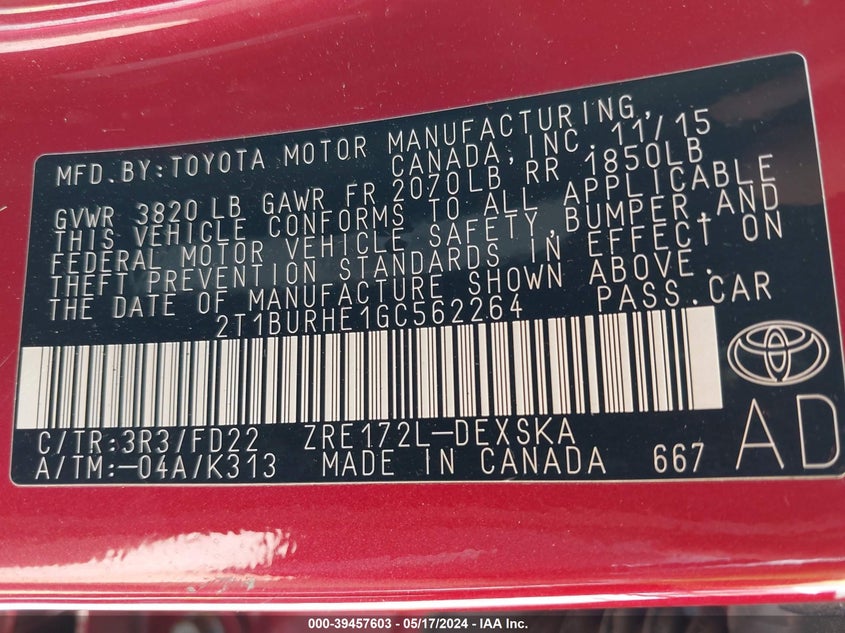 MFD.BY:TOYOTA MOTOR MANUFACTURING,
CANADA,INC. 11/15
GVWR 3820 LB GAWR FR 2070LB RR 1850LB
THIS VEHICLE CONFORMS TO ALL APPLICABLE
FEDERAL MOTOR VEHICLE SAFETY,BUMPER,AND
THEFT PREVENTION STANDARDS IN EFFECT ON
THE DATE OF MANUFACTURE SHOWN ABOVE.
2T1BURHE1GC562264 PASS.CAR
C/TR:3R3/FD22 ZRE172L-DEXSKA
A/TM:-04A/K313 MADE IN CANADA 667
AD
000-39457603 - 05/17/2024 - IAA Inc.